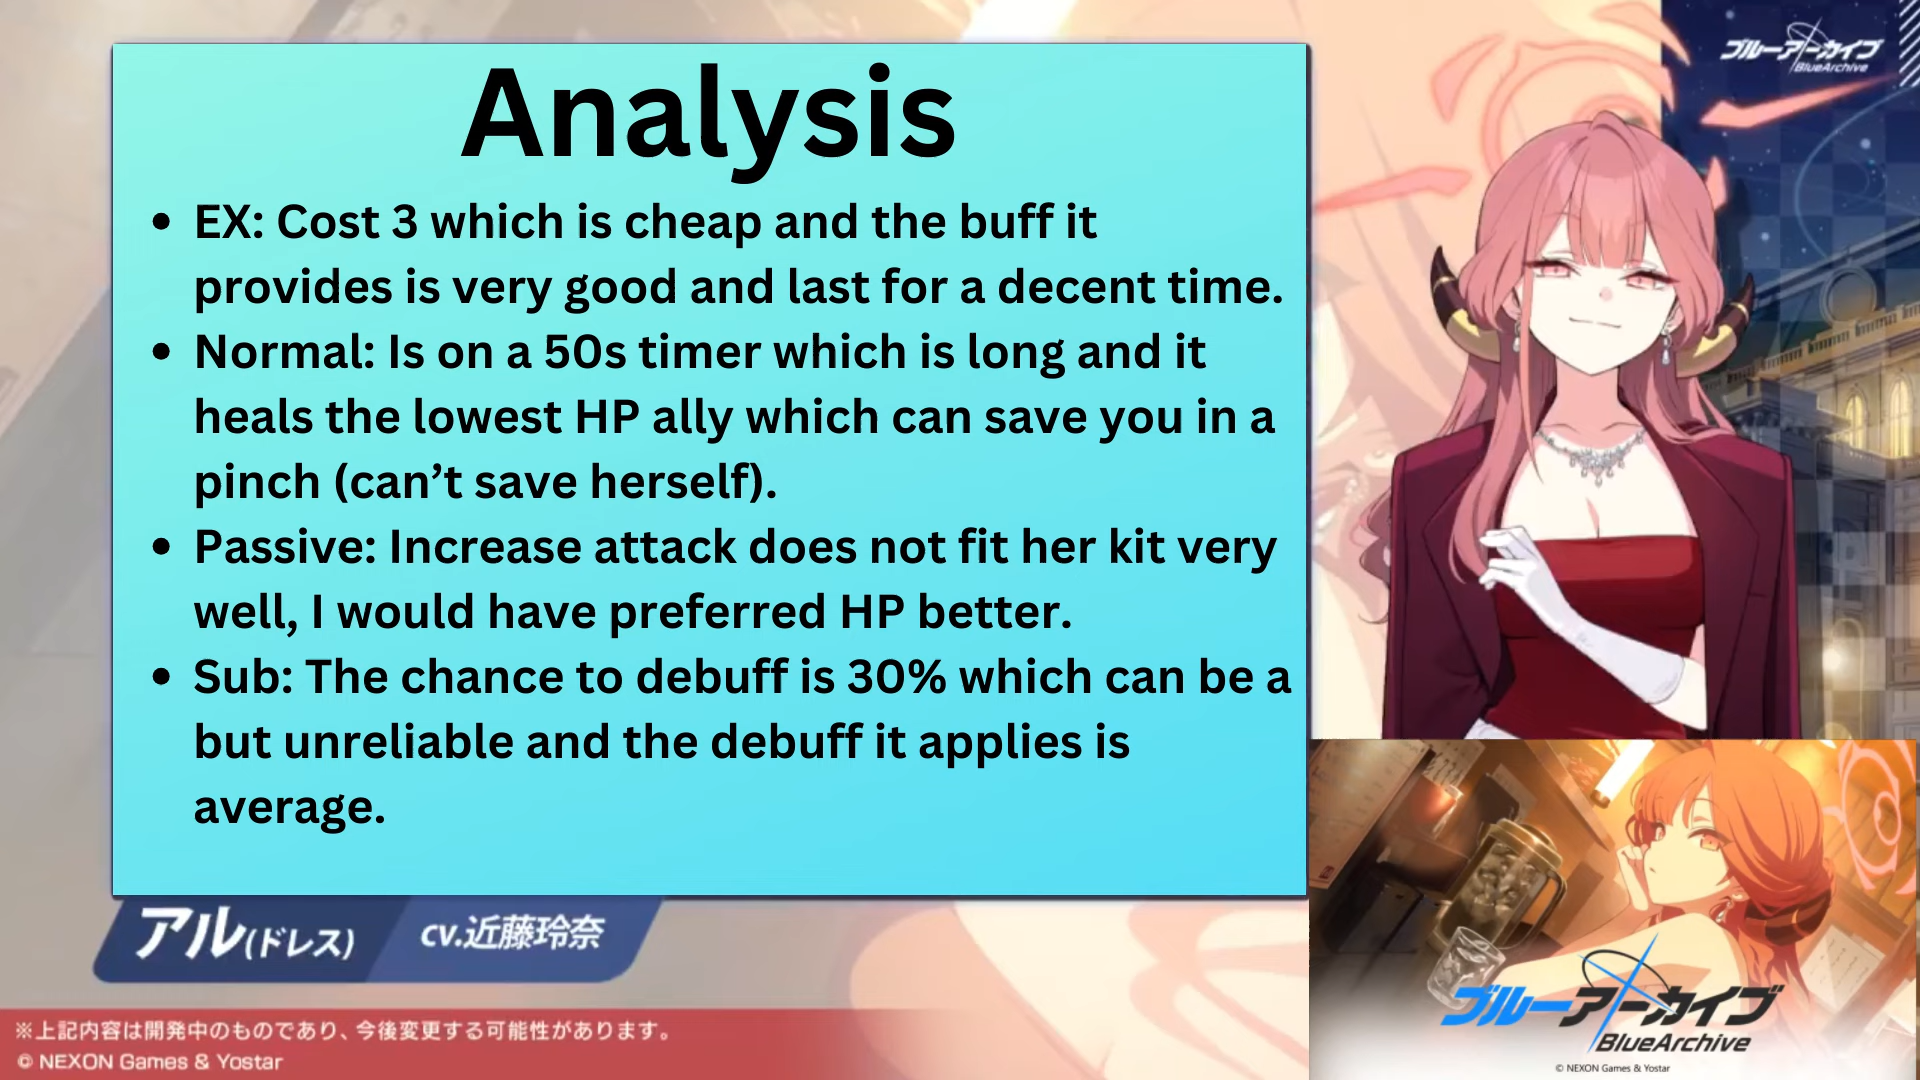 ブルーアーカイブ
BlueArchive
Analysis
• EX: Cost 3 which is cheap and the buff it
provides is very good and last for a decent time.
• Normal: Is on a 50s timer which is long and it
heals the lowest HP ally which can save you in a
pinch (can’t save herself).
• Passive: Increase attack does not fit her kit very
well, I would have preferred HP better.
• Sub: The chance to debuff is 30% which can be a
but unreliable and the debuff it applies is
average.
アル(ドレス) cv.近藤玲奈
※上記内容は開発中のものであり、今後変更する可能性があります。
© NEXON Games & Yostar
ブルーアーカイブ
BlueArchive
© NEXON Games & Yostar